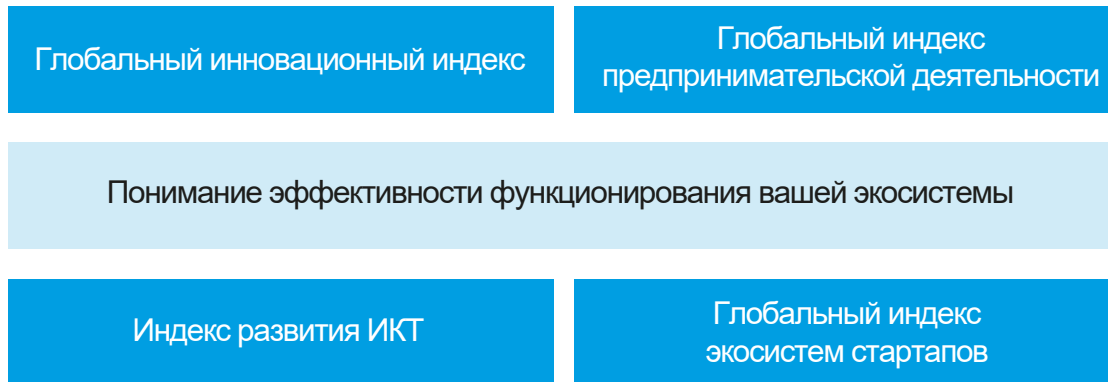 Глобальный инновационный индекс
Глобальный индекс
предпринимательской деятельности
Понимание эффективности функционирования вашей экосистемы
Индекс развития ИКТ
Глобальный индекс
экосистем стартапов